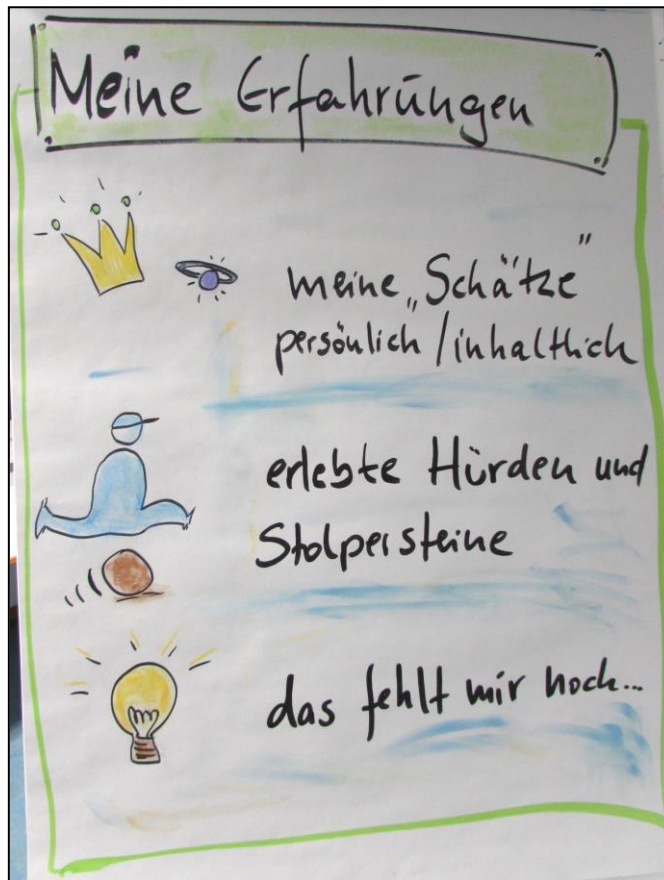 Meine Erfahrungen
meine „Schätze"
persönlich / inhaltlich
erlebte Hürden und
Stolpersteine
das fehlt mir noch...